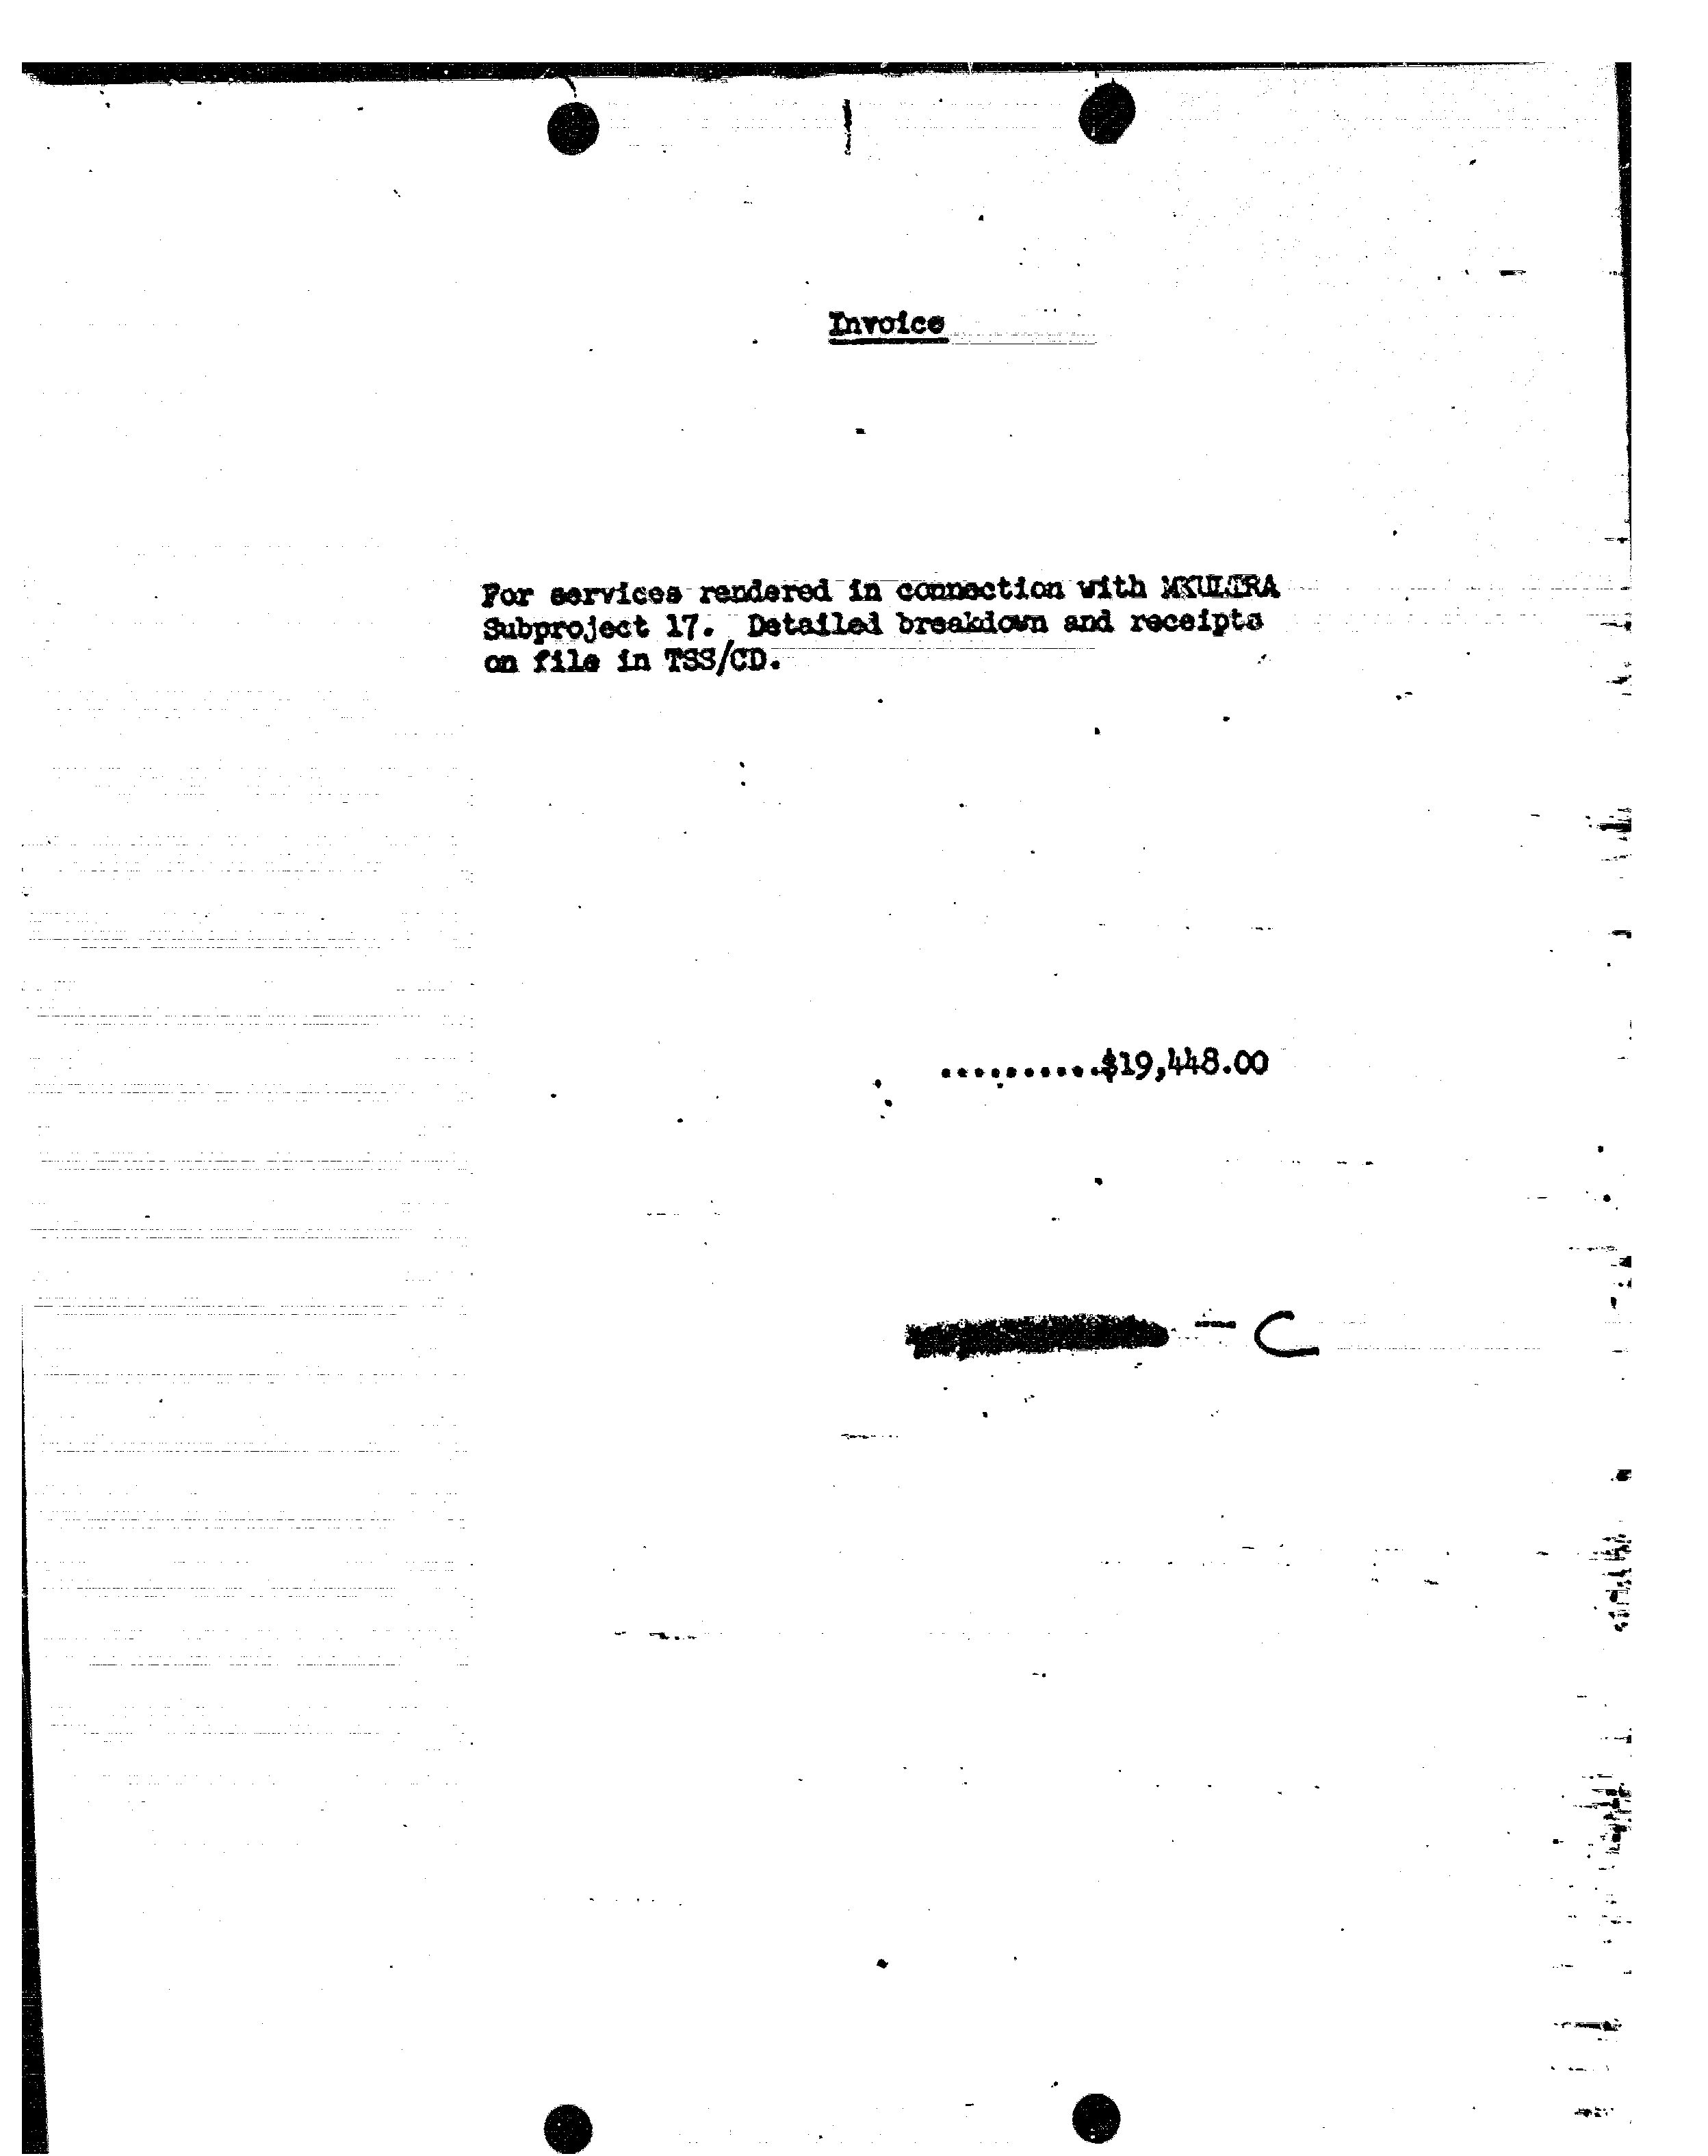 Invoice
For services rendered in connection with MKULTRA
Subproject 17. Detailed breakdown and receipts
on file in TSS/CD.
..........$19,448.00
- C